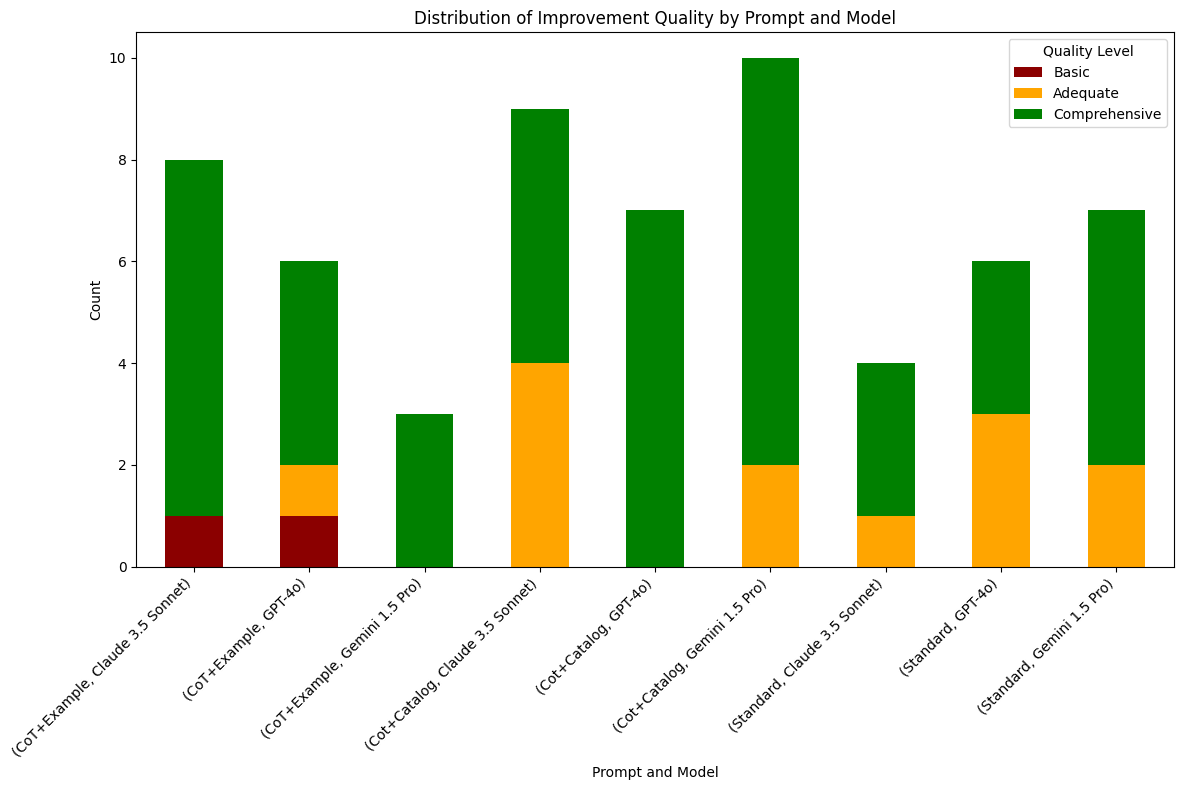 Distribution of Improvement Quality by Prompt and Model
Quality Level
Basic
Adequate
Comprehensive
10
8
6
4
2
0
Count
(CoT+Example, Claude 3.5 Sonnet)
(CoT+Example, GPT-4o)
(CoT+Example, Gemini 1.5 Pro)
(Cot+Catalog, Claude 3.5 Sonnet)
(Cot+Catalog, GPT-4o)
(Cot+Catalog, Gemini 1.5 Pro)
(Standard, Claude 3.5 Sonnet)
(Standard, GPT-4o)
(Standard, Gemini 1.5 Pro)
Prompt and Model